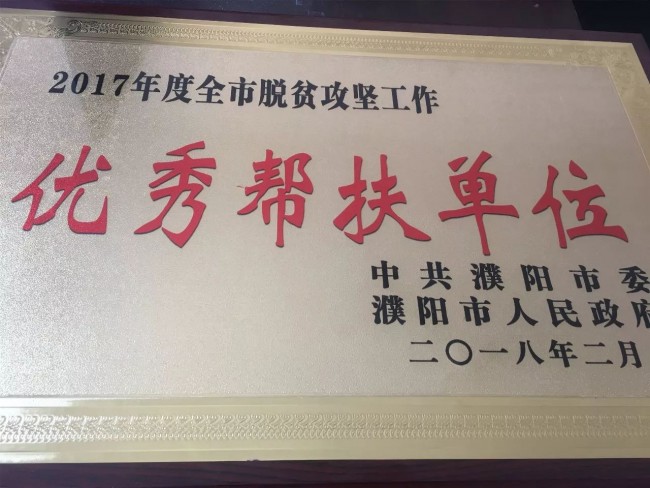 2017年度全市脱贫攻坚工作
优秀帮扶单位
中共濮阳市委
濮阳市人民政府
二〇一八年二月